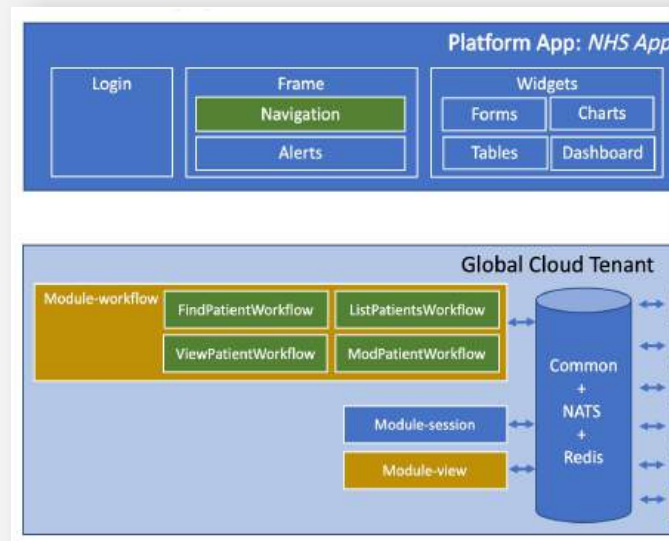 Platform App: NHS App
Login
Frame
Navigation
Alerts
Widgets
Forms
Charts
Tables
Dashboard
Global Cloud Tenant
Module-workflow
FindPatientWorkflow
ListPatientsWorkflow
ViewPatientWorkflow
ModPatientWorkflow
Module-session
Module-view
Common
+
NATS
+
Redis